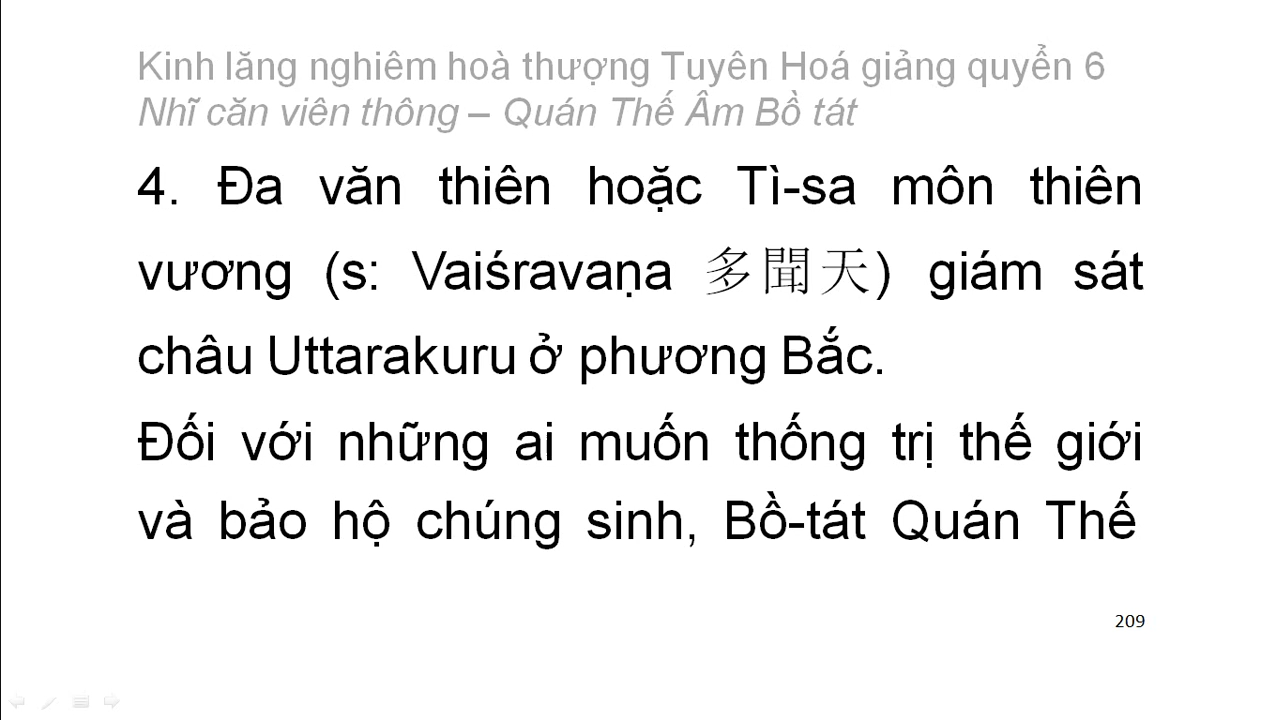 Kinh lăng nghiêm hoà thượng Tuyên Hoá giảng quyển 6
Nhĩ căn viên thông – Quán Thế Âm Bồ tát
4. Đa văn thiên hoặc Tì-sa môn thiên
vương (s: Vaiśravaṇa 多聞天) giám sát
châu Uttarakuru ở phương Bắc.
Đối với những ai muốn thống trị thế giới
và bảo hộ chúng sinh, Bồ-tát Quán Thế
209